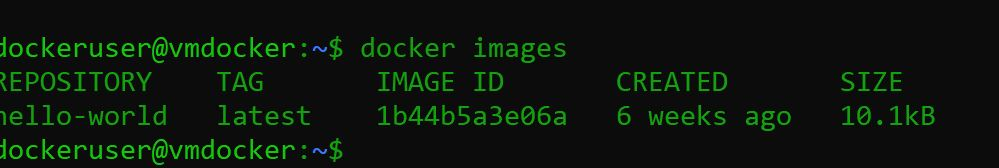 dockeruser@vmdocker:~$ docker images
REPOSITORY    TAG       IMAGE ID       CREATED       SIZE
hello-world   latest    1b44b5a3e06a   6 weeks ago   10.1kB
dockeruser@vmdocker:~$